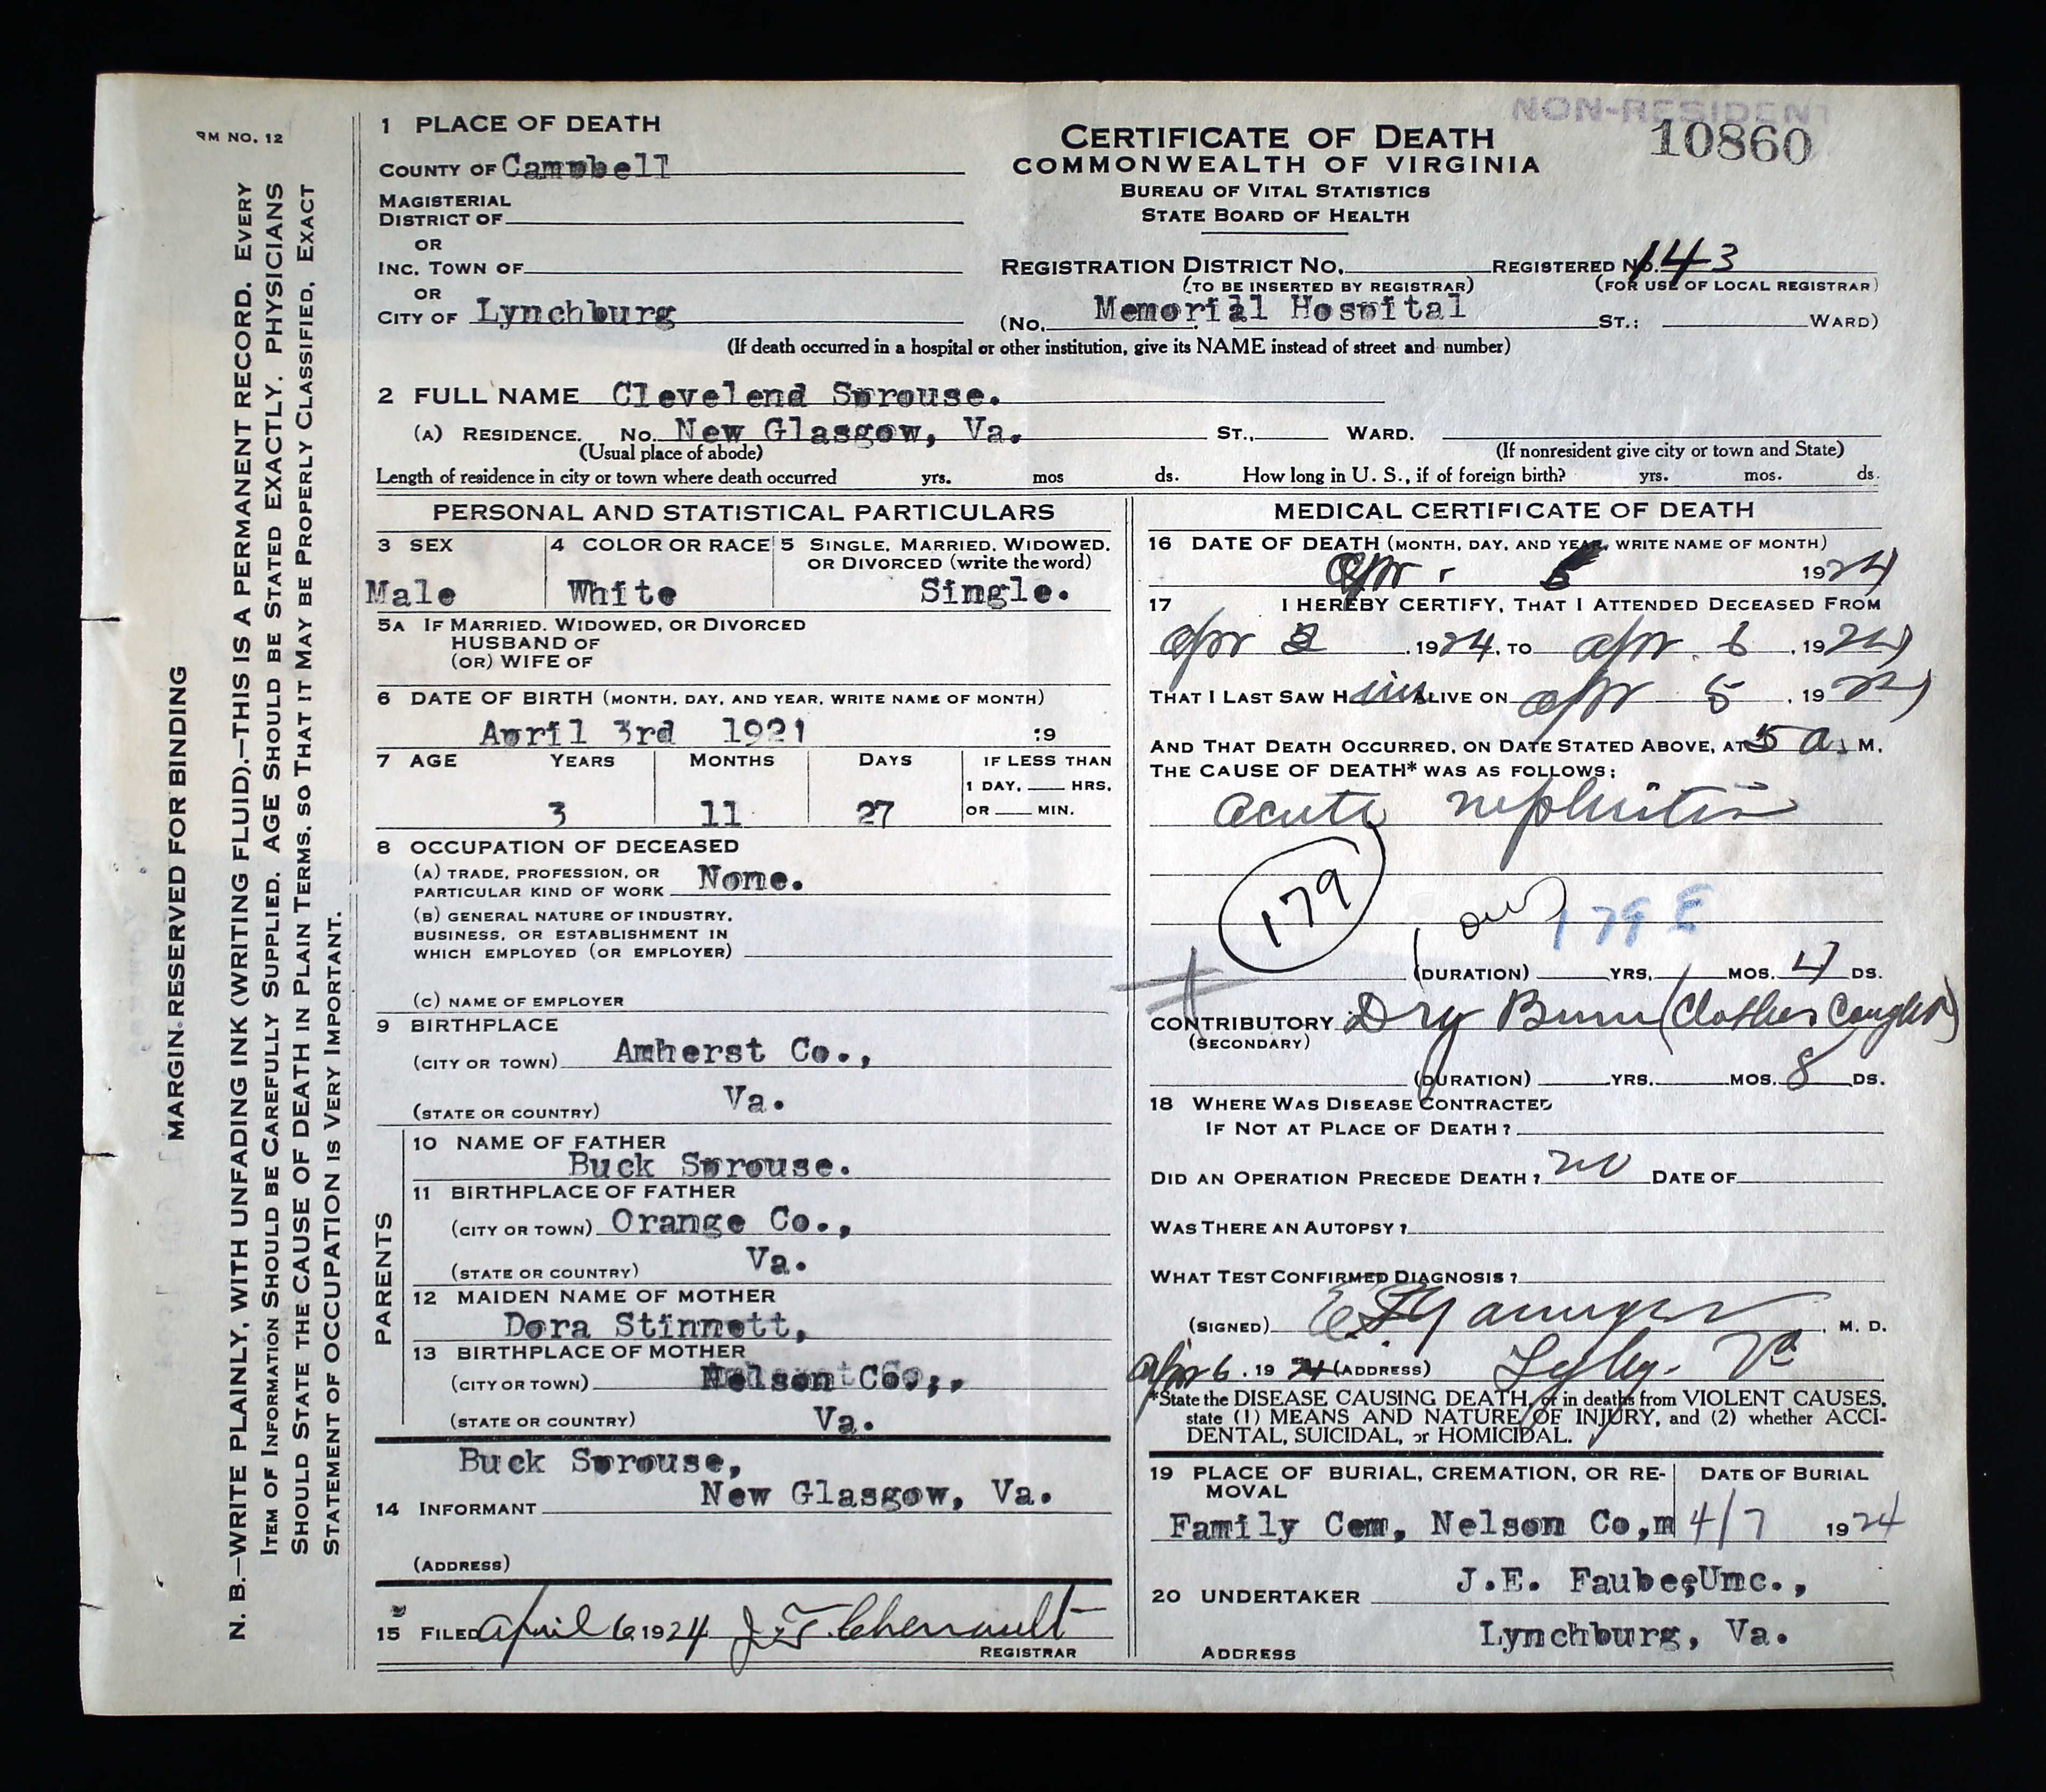 NON-RESIDENT
10860
RM NO. 12
MARGIN RESERVED FOR BINDING
N. B.—WRITE PLAINLY, WITH UNFADING INK (WRITING FLUID).—THIS IS A PERMANENT RECORD. EVERY
ITEM OF INFORMATION SHOULD BE CAREFULLY SUPPLIED. AGE SHOULD BE STATED EXACTLY. PHYSICIANS
SHOULD STATE THE CAUSE OF DEATH IN PLAIN TERMS, SO THAT IT MAY BE PROPERLY CLASSIFIED. EXACT
STATEMENT OF OCCUPATION IS VERY IMPORTANT.
1 PLACE OF DEATH
COUNTY OF Campbell
MAGISTERIAL
DISTRICT OF
OR
INC. TOWN OF
OR
CITY OF Lynchburg
CERTIFICATE OF DEATH
COMMONWEALTH OF VIRGINIA
BUREAU OF VITAL STATISTICS
STATE BOARD OF HEALTH
REGISTRATION DISTRICT NO. REGISTERED NO. 143
(TO BE INSERTED BY REGISTRAR) (FOR USE OF LOCAL REGISTRAR)
(NO. Memorial Hospital ST.; WARD)
(If death occurred in a hospital or other institution, give its NAME instead of street and number)
2 FULL NAME Clevelend Sprouse.
(A) RESIDENCE. NO. New Glasgow, Va. ST., WARD.
(Usual place of abode) (If nonresident give city or town and State)
Length of residence in city or town where death occurred yrs. mos ds. How long in U. S., if of foreign birth? yrs. mos. ds.
PERSONAL AND STATISTICAL PARTICULARS
3 SEX 4 COLOR OR RACE 5 SINGLE, MARRIED, WIDOWED,
OR DIVORCED (write the word)
Male White Single.
5A IF MARRIED, WIDOWED, OR DIVORCED
HUSBAND OF
(OR) WIFE OF
6 DATE OF BIRTH (MONTH, DAY, AND YEAR, WRITE NAME OF MONTH)
April 3rd 1921 :9
7 AGE YEARS MONTHS DAYS IF LESS THAN
1 DAY, HRS.
3 11 27 OR MIN.
8 OCCUPATION OF DECEASED
(A) TRADE, PROFESSION, OR
PARTICULAR KIND OF WORK None.
(B) GENERAL NATURE OF INDUSTRY,
BUSINESS, OR ESTABLISHMENT IN
WHICH EMPLOYED (OR EMPLOYER)
(C) NAME OF EMPLOYER
9 BIRTHPLACE
(CITY OR TOWN) Amherst Co.,
(STATE OR COUNTRY) Va.
PARENTS
10 NAME OF FATHER
Buck Sprouse.
11 BIRTHPLACE OF FATHER
(CITY OR TOWN) Orange Co.,
(STATE OR COUNTRY) Va.
12 MAIDEN NAME OF MOTHER
Dora Stinnett,
13 BIRTHPLACE OF MOTHER
(CITY OR TOWN) Nelson Co.,
(STATE OR COUNTRY) Va.
Buck Sprouse,
14 INFORMANT New Glasgow, Va.
(ADDRESS)
15 FILED April 6, 1924 J. T. Chenault
REGISTRAR
MEDICAL CERTIFICATE OF DEATH
16 DATE OF DEATH (MONTH, DAY, AND YEAR, WRITE NAME OF MONTH)
Apr. 5 1924
17 I HEREBY CERTIFY, THAT I ATTENDED DECEASED FROM
Apr 1924, TO Apr. 6, 1924
THAT I LAST SAW HIM ALIVE ON Apr 5, 192
AND THAT DEATH OCCURRED, ON DATE STATED ABOVE, AT 5 a. M.
THE CAUSE OF DEATH* WAS AS FOLLOWS:
acute nephritis
179
179 E
(DURATION) YRS. MOS. 4 DS.
CONTRIBUTORY Dry Burn (Clothes Caught)
(SECONDARY)
(DURATION) YRS. MOS. 8 DS.
18 WHERE WAS DISEASE CONTRACTED
IF NOT AT PLACE OF DEATH?
DID AN OPERATION PRECEDE DEATH? no DATE OF
WAS THERE AN AUTOPSY?
WHAT TEST CONFIRMED DIAGNOSIS?
(SIGNED) , M. D.
Apr 6. 1924 (ADDRESS) Lybg. Va
*State the DISEASE CAUSING DEATH, or in deaths from VIOLENT CAUSES,
state (1) MEANS AND NATURE OF INJURY, and (2) whether ACCI-
DENTAL, SUICIDAL, or HOMICIDAL.
19 PLACE OF BURIAL, CREMATION, OR RE- DATE OF BURIAL
MOVAL
Family Cem, Nelson Co,m 4/7 1924
20 UNDERTAKER J.E. Faube,Unc.,
ADDRESS Lynchburg, Va.